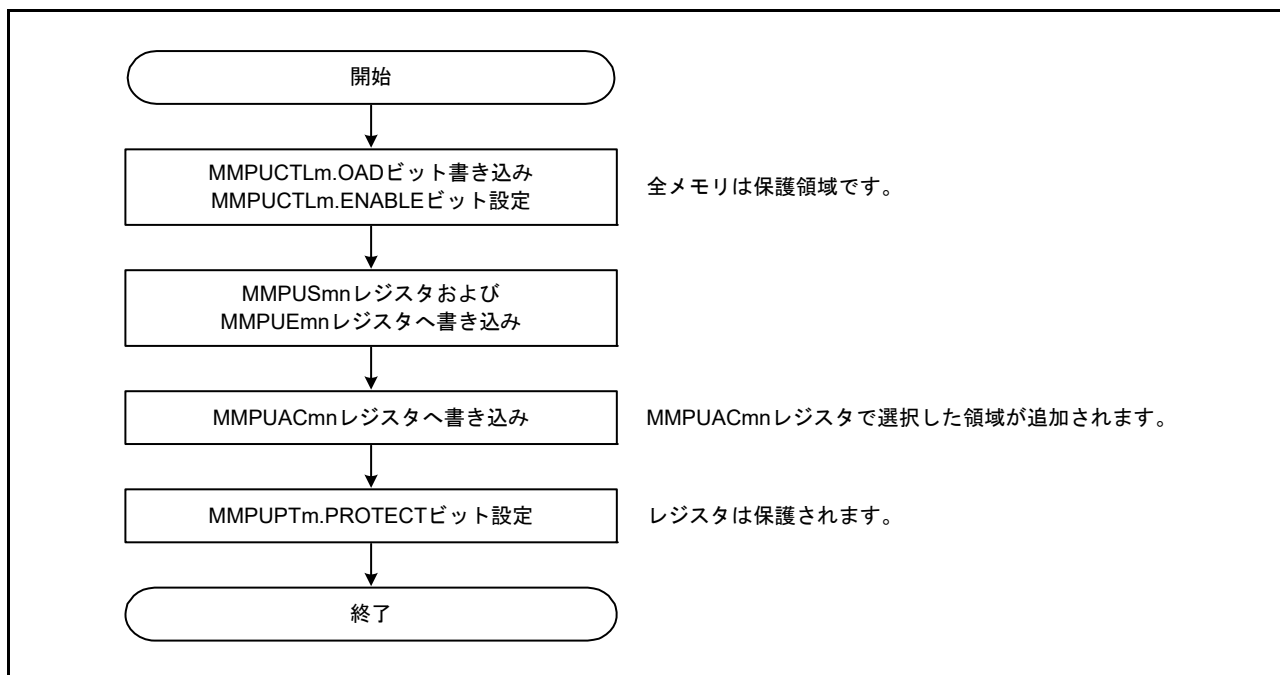 開始
MMPUCTLm.OADビット書き込み
MMPUCTLm.ENABLEビット設定
全メモリは保護領域です。
MMPUSmnレジスタおよび
MMPUEmnレジスタへ書き込み
MMPUACmnレジスタへ書き込み
MMPUACmnレジスタで選択した領域が追加されます。
MMPUPTm.PROTECTビット設定
レジスタは保護されます。
終了